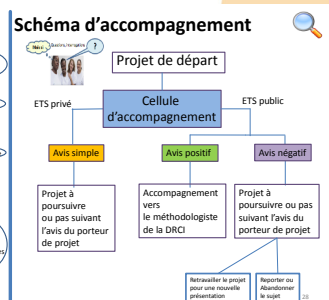 Schéma d'accompagnement
?
Projet de départ
ETS privé
Cellule
d'accompagnement
ETS public
Avis simple
Avis positif
Avis négatif
Projet à
poursuivre
ou pas suivant
l'avis du porteur
de projet
Accompagnement
vers
le méthodologiste
de la DRCI
Projet à
poursuivre ou pas
suivant l'avis du
porteur de projet
Retravailler le projet
pour une nouvelle
présentation
Reporter ou
Abandonner
le sujet
28